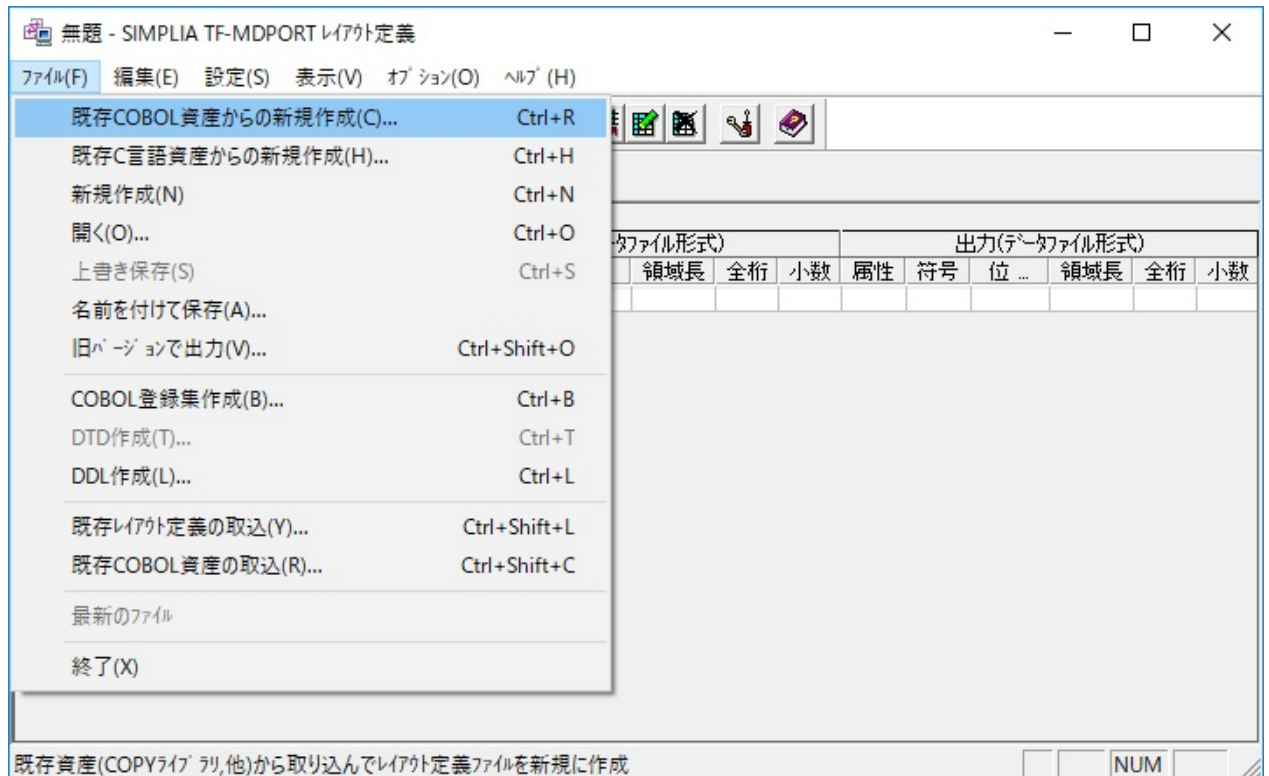 無題 - SIMPLIA TF-MDPORT ﾚｲｱｳﾄ定義
ﾌｧｲﾙ(F) 編集(E) 設定(S) 表示(V) ｵﾌﾟｼｮﾝ(O) ﾍﾙﾌﾟ(H)
既存COBOL資産からの新規作成(C)... Ctrl+R
既存C言語資産からの新規作成(H)... Ctrl+H
新規作成(N) Ctrl+N
開く(O)... Ctrl+O
上書き保存(S) Ctrl+S
名前を付けて保存(A)...
旧ﾊﾞｰｼﾞｮﾝで出力(V)... Ctrl+Shift+O
COBOL登録集作成(B)... Ctrl+B
DTD作成(T)... Ctrl+T
DDL作成(L)... Ctrl+L
既存ﾚｲｱｳﾄ定義の取込(Y)... Ctrl+Shift+L
既存COBOL資産の取込(R)... Ctrl+Shift+C
最新のﾌｧｲﾙ
終了(X)
ﾀﾌｧｲﾙ形式) 出力(ﾃﾞｰﾀﾌｧｲﾙ形式)
領域長 全桁 小数 属性 符号 位 ... 領域長 全桁 小数
既存資産(COPYﾗｲﾌﾞﾗﾘ,他)から取り込んでﾚｲｱｳﾄ定義ﾌｧｲﾙを新規に作成 NUM